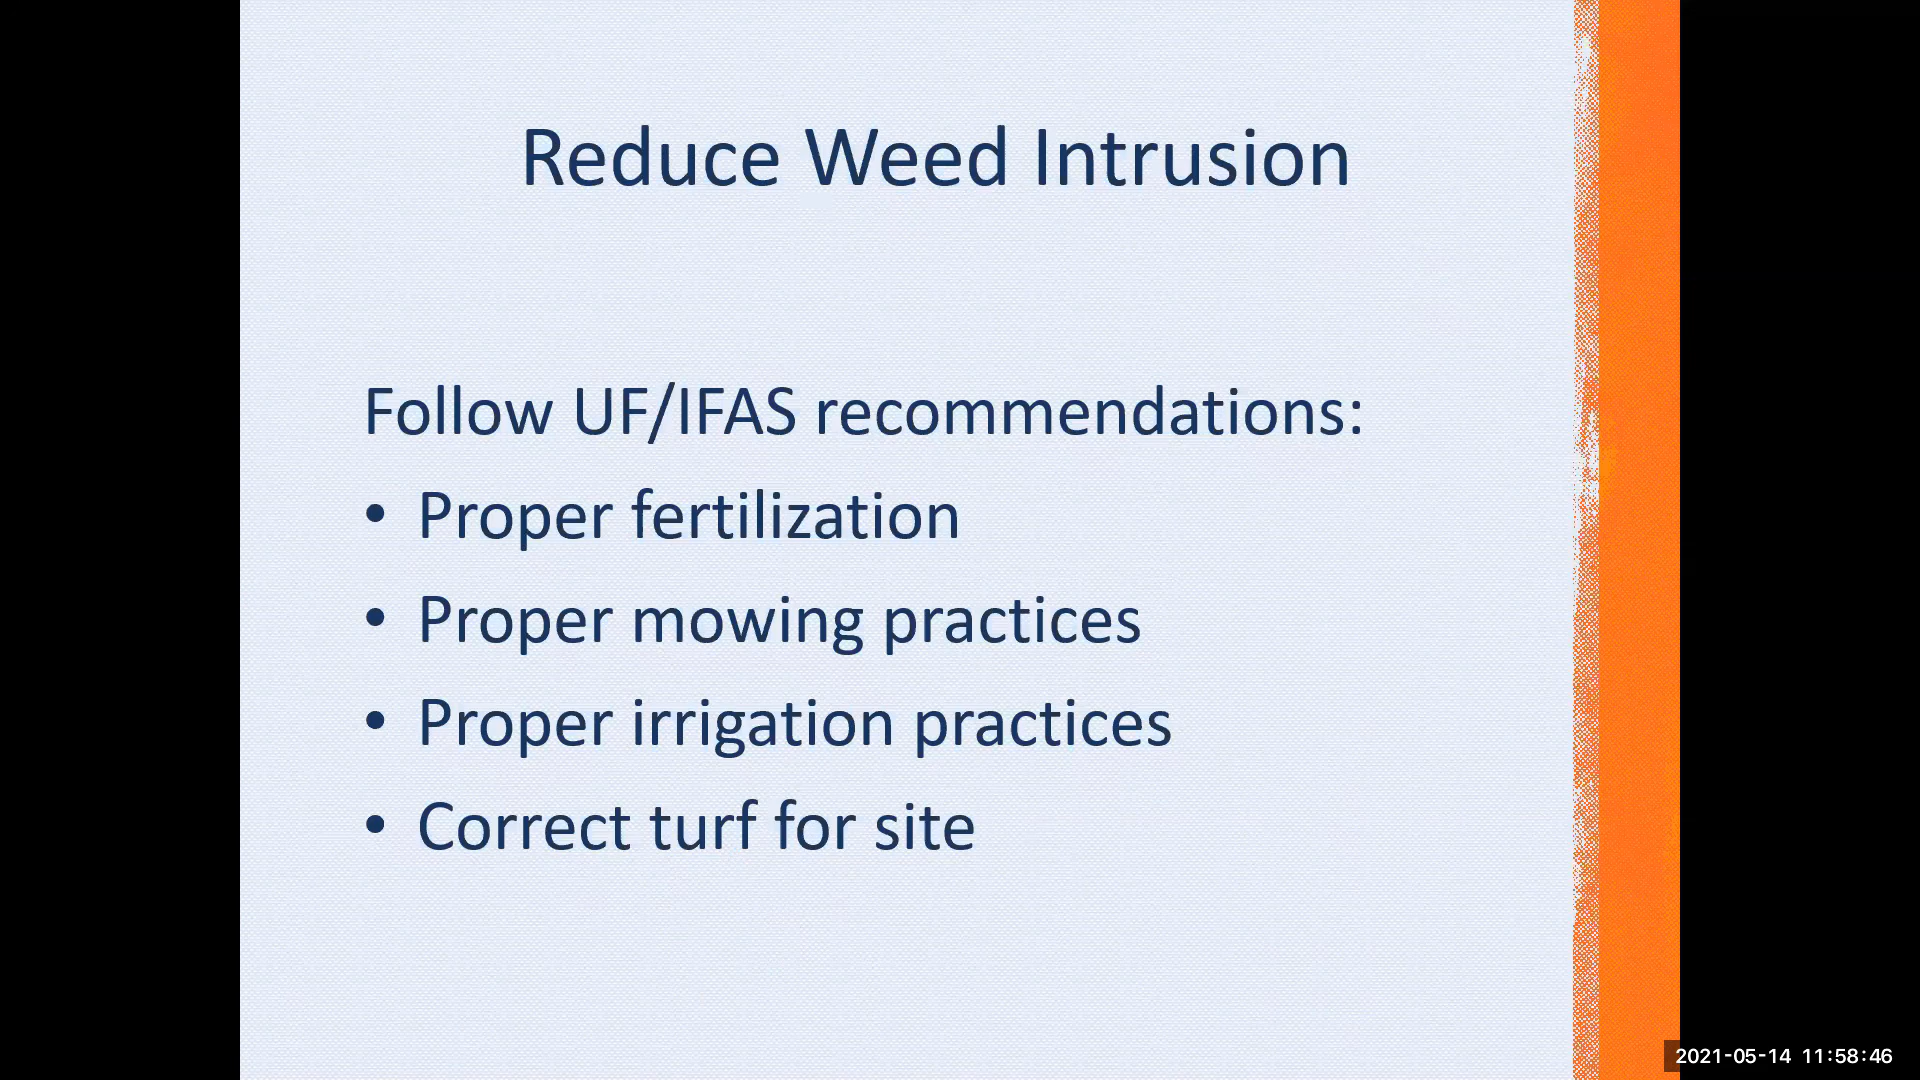 Reduce Weed Intrusion
Follow UF/IFAS recommendations:
• Proper fertilization
• Proper mowing practices
• Proper irrigation practices
• Correct turf for site
2021-05-14 11:58:46